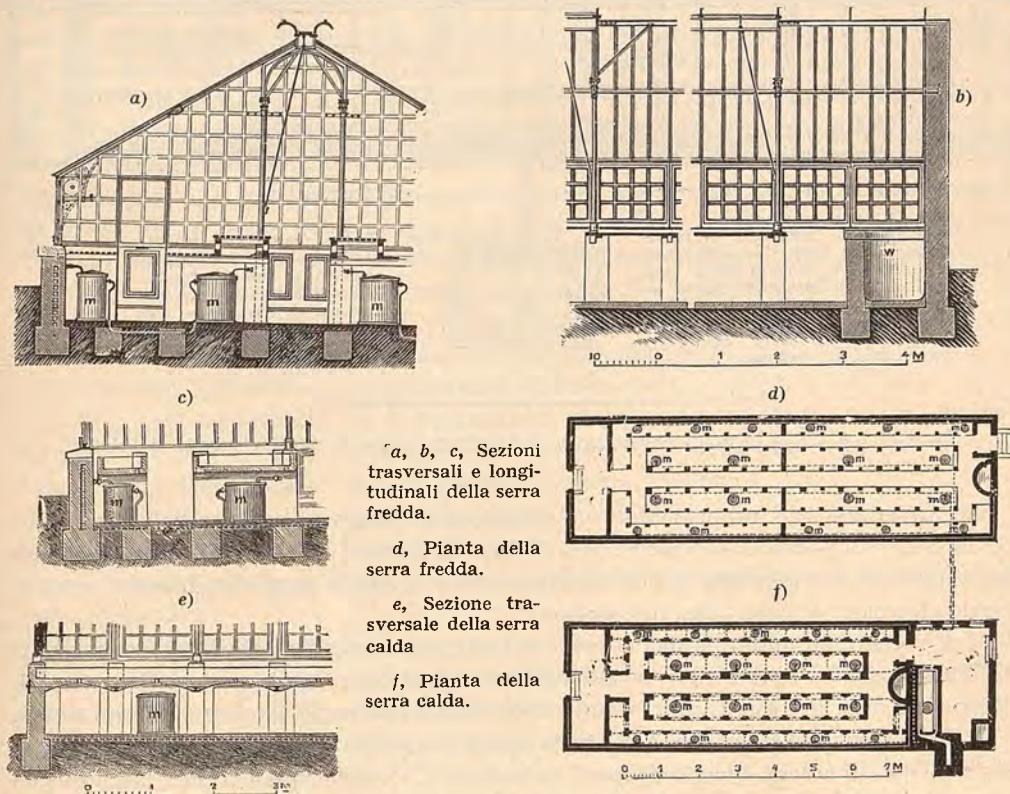 a)
b)
m
m
m
w
10 0 1 2 3 4 M
c)
d)
m
m
m m
m m m m
m m m m
m m
ˊa, b, c, Sezioni
trasversali e longi-
tudinali della serra
fredda.
d, Pianta della
serra fredda.
e, Sezione tra-
sversale della serra
calda
f, Pianta della
serra calda.
e)
m
0 1 2 3 M
f)
m m m m m
m m m m
m m m m
m m m m m
0 1 2 3 4 5 6 7 M